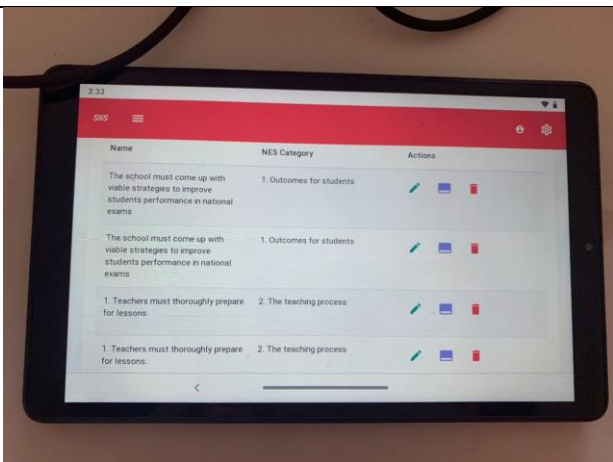 3:33
SIIS
Name NES Category Actions
The school must come up with 1. Outcomes for students
viable strategies to improve
students performance in national
exams
The school must come up with 1. Outcomes for students
viable strategies to improve
students performance in national
exams
1. Teachers must thoroughly prepare 2. The teaching process
for lessons.
1. Teachers must thoroughly prepare 2. The teaching process
for lessons.